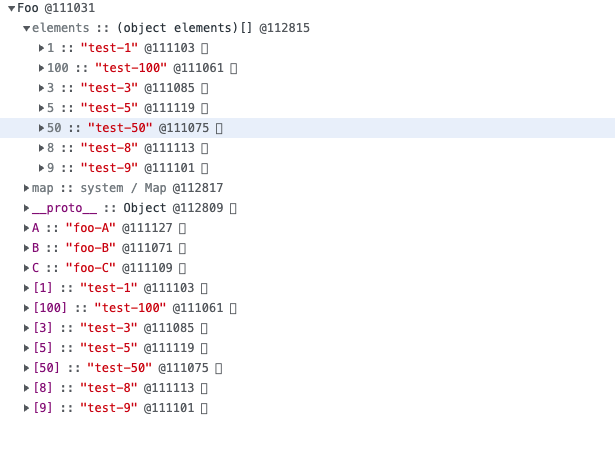 Foo @111031
elements :: (object elements)[] @112815
1 :: "test-1" @111103
100 :: "test-100" @111061
3 :: "test-3" @111085
5 :: "test-5" @111119
50 :: "test-50" @111075
8 :: "test-8" @111113
9 :: "test-9" @111101
map :: system / Map @112817
__proto__ :: Object @112809
A :: "foo-A" @111127
B :: "foo-B" @111071
C :: "foo-C" @111109
[1] :: "test-1" @111103
[100] :: "test-100" @111061
[3] :: "test-3" @111085
[5] :: "test-5" @111119
[50] :: "test-50" @111075
[8] :: "test-8" @111113
[9] :: "test-9" @111101